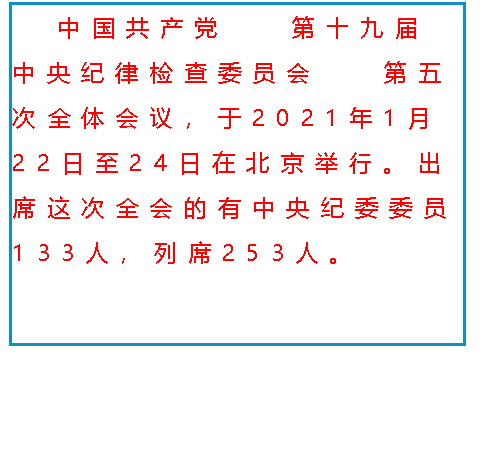 中国共产党 第十九届
中央纪律检查委员会 第五
次全体会议，于2021年1月
22日至24日在北京举行。出
席这次全会的有中央纪委委员
133人，列席253人。